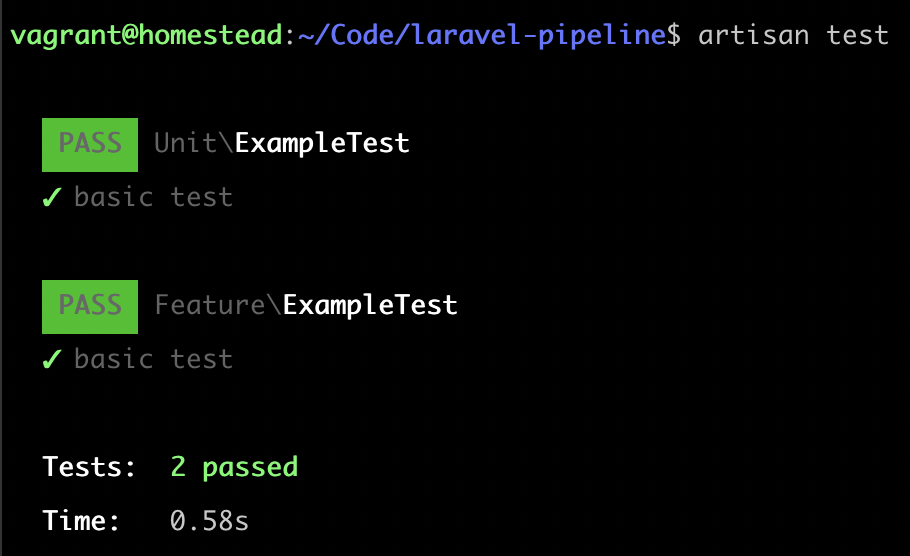 vagrant@homestead:~/Code/laravel-pipeline$ artisan test
PASS Unit\ExampleTest
✓ basic test
PASS Feature\ExampleTest
✓ basic test
Tests: 2 passed
Time: 0.58s